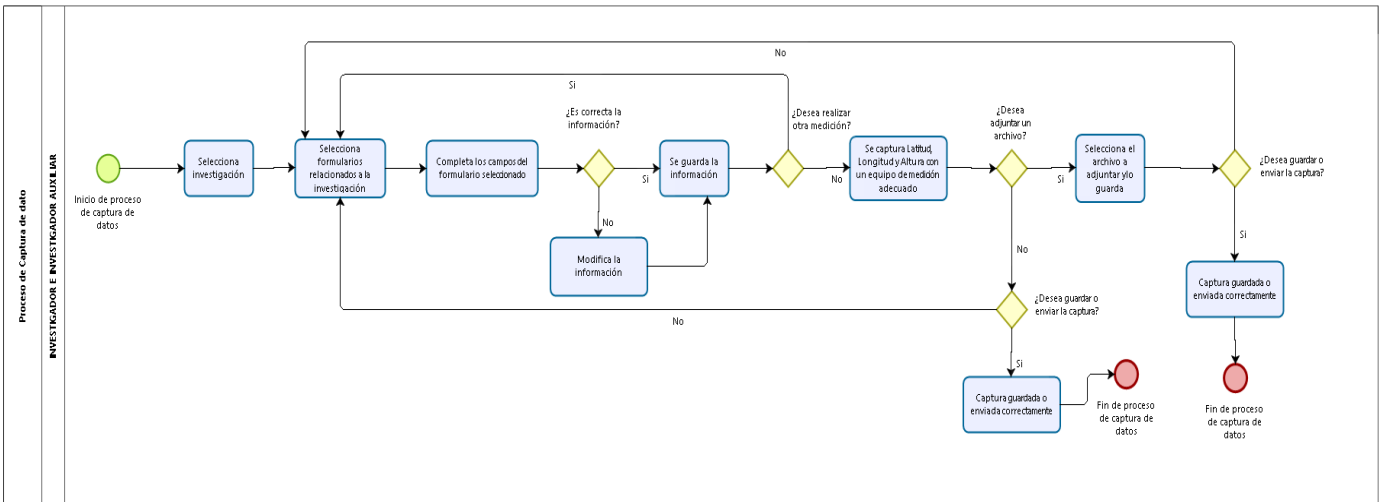 Proceso de Captura de dato
INVESTIGADOR E INVESTIGADOR AUXILIAR
Inicio de proceso
de captura de
datos
Selecciona
investigación
Selecciona
formularios
relacionados a la
investigación
Completa los campos del
formulario seleccionado
¿Es correcta la
información?
Si
No
Modifica la
información
Se guarda la
información
¿Desea realizar
otra medición?
Si
No
Se captura Latitud,
Longitud y Altura con
un equipo de medición
adecuado
¿Desea
adjuntar un
archivo?
Si
No
Selecciona el
archivo a
adjuntar ylo
guarda
¿Desea guardar o
enviar la captura?
No
Si
Captura guardada o
enviada correctamente
Fin de proceso
de captura de
datos
¿Desea guardar o
enviar la captura?
No
Si
Captura guardada o
enviada correctamente
Fin de proceso
de captura de
datos